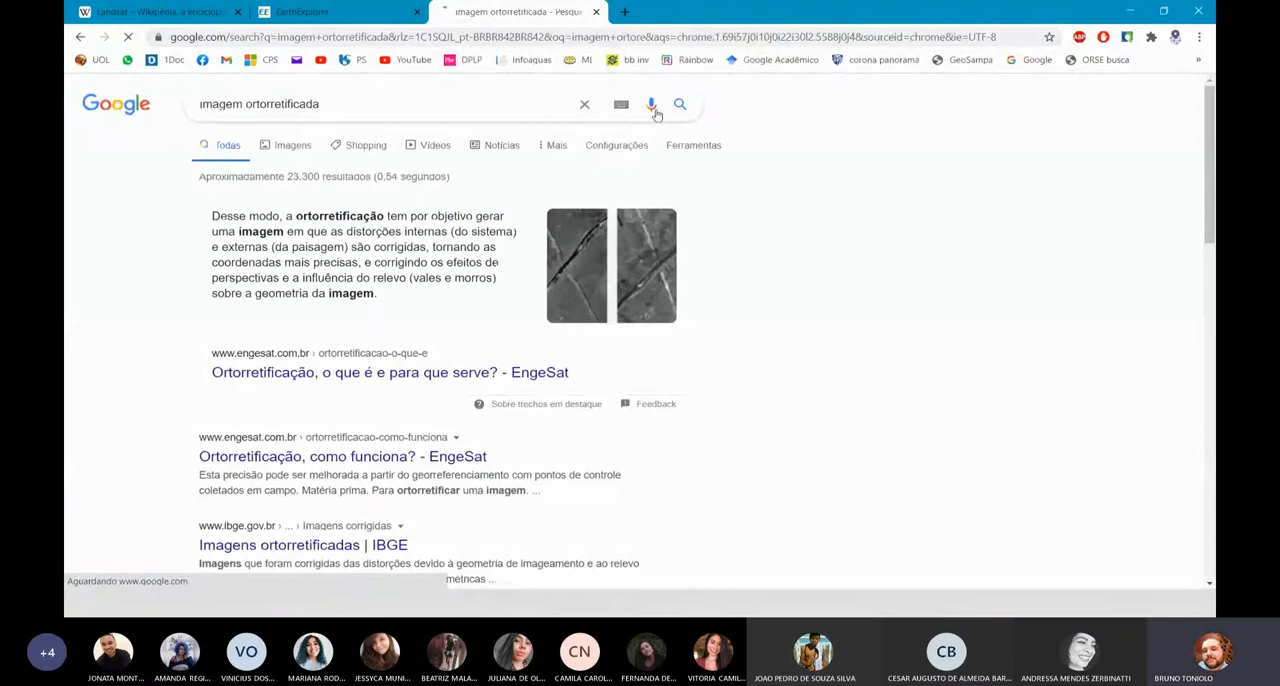 Landsat – Wikipédia, a enciclopé
EarthExplorer
imagem ortorretificada - Pesqu
google.com/search?q=imagem+ortorretificada&rlz=1C1SQJL_pt-BRBR842BR842&oq=imagem+ortore&aqs=chrome.1.69i57j0i10j0i22i30l2.5588j0j4&sourceid=chrome&ie=UTF-8
UOL
1Doc
CPS
PS
YouTube
DPLP
Infoaguas
MI
bb inv
Rainbow
Google Acadêmico
corona panorama
GeoSampa
Google
ORSE busca
»
Google
imagem ortorretificada
Todas
Imagens
Shopping
Vídeos
Notícias
Mais
Configurações
Ferramentas
Aproximadamente 23.300 resultados (0,54 segundos)
Desse modo, a ortorretificação tem por objetivo gerar
uma imagem em que as distorções internas (do sistema)
e externas (da paisagem) são corrigidas, tornando as
coordenadas mais precisas, e corrigindo os efeitos de
perspectivas e a influência do relevo (vales e morros)
sobre a geometria da imagem.
www.engesat.com.br › ortorretificacao-o-que-e
Ortorretificação, o que é e para que serve? - EngeSat
Sobre trechos em destaque
Feedback
www.engesat.com.br › ortorretificacao-como-funciona
Ortorretificação, como funciona? - EngeSat
Esta precisão pode ser melhorada a partir do georreferenciamento com pontos de controle
coletados em campo. Matéria prima. Para ortorretificar uma imagem. ...
www.ibge.gov.br › ... › Imagens corrigidas
Imagens ortorretificadas | IBGE
Imagens que foram corrigidas das distorções devido à geometria de imageamento e ao relevo
métricas ...
Aguardando www.google.com
+4
VO
CN
CB
JONATA MONT...
AMANDA REGI...
VINICIUS DOS...
MARIANA ROD...
JESSYCA MUNI...
BEATRIZ MALA...
JULIANA DE OL...
CAMILA CAROL...
FERNANDA DE...
VITORIA CAMIL...
JOAO PEDRO DE SOUZA SILVA
CESAR AUGUSTO DE ALMEIDA BAR...
ANDRESSA MENDES ZERBINATTI
BRUNO TONIOLO